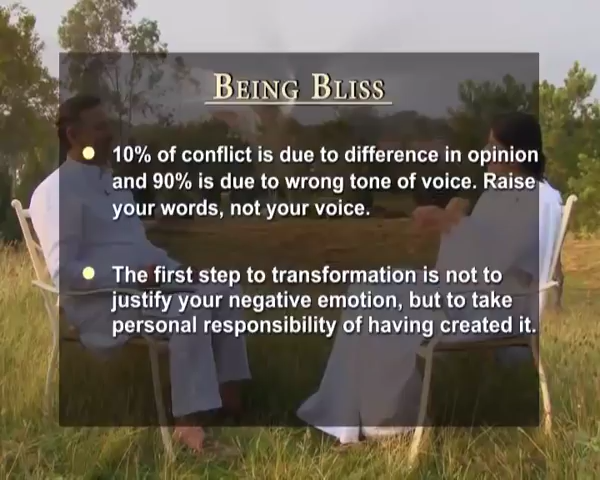 BEING BLISS
10% of conflict is due to difference in opinion
and 90% is due to wrong tone of voice. Raise
your words, not your voice.
The first step to transformation is not to
justify your negative emotion, but to take
personal responsibility of having created it.